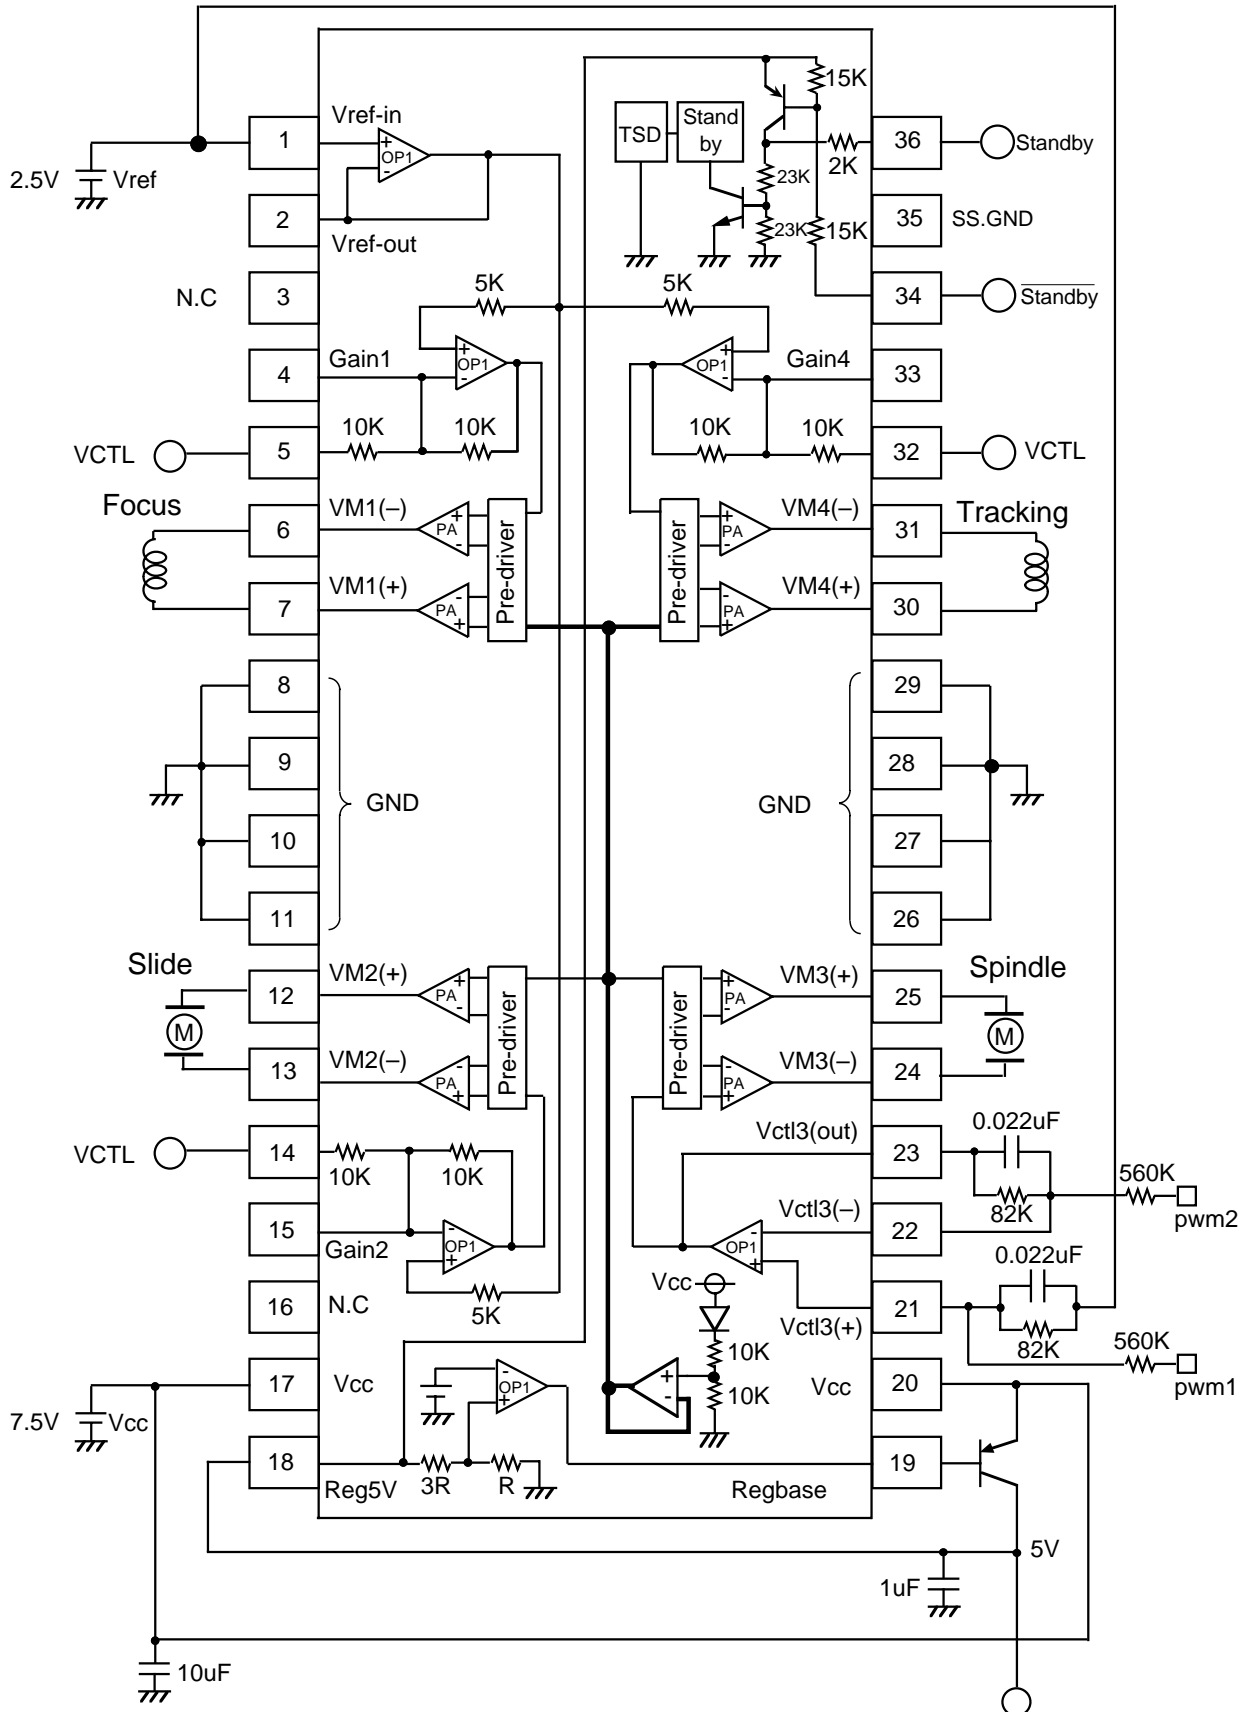 Vref-in
15K
1
+
OP1
-
TSD
Stand
by
36
Standby
2.5V
Vref
2K
23K
2
Vref-out
23K
15K
35
SS.GND
N.C
3
5K
5K
34
Standby
4
Gain1
+
OP1
-
+
OP1
-
Gain4
33
VCTL
5
10K
10K
10K
10K
32
VCTL
Focus
6
VM1(–)
+
PA
-
Pre-driver
Pre-driver
+
PA
-
VM4(–)
31
Tracking
7
VM1(+)
-
PA
+
-
PA
+
VM4(+)
30
8
29
9
28
GND
GND
10
27
11
26
Slide
12
VM2(+)
+
PA
-
Pre-driver
Pre-driver
+
PA
-
VM3(+)
25
Spindle
M
M
13
VM2(–)
-
PA
+
-
PA
+
VM3(–)
24
VCTL
14
10K
10K
Vctl3(out)
23
0.022uF
82K
560K
pwm2
15
Gain2
-
OP1
+
-
OP1
+
Vctl3(–)
22
0.022uF
16
N.C
5K
Vcc
Vctl3(+)
21
82K
560K
pwm1
10K
17
Vcc
-
OP1
+
+
-
10K
Vcc
20
7.5V
Vcc
18
Reg5V
3R
R
Regbase
19
5V
1uF
10uF